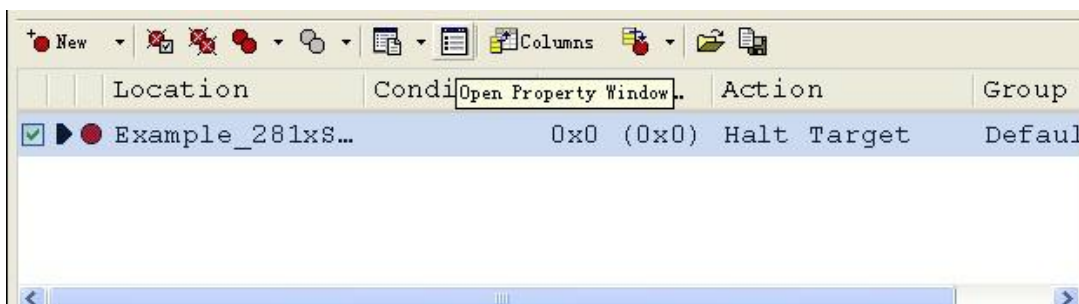 New Columns
Location Condi Open Property Window .. Action Group
Example_281xS… 0x0 (0x0) Halt Target Defaul